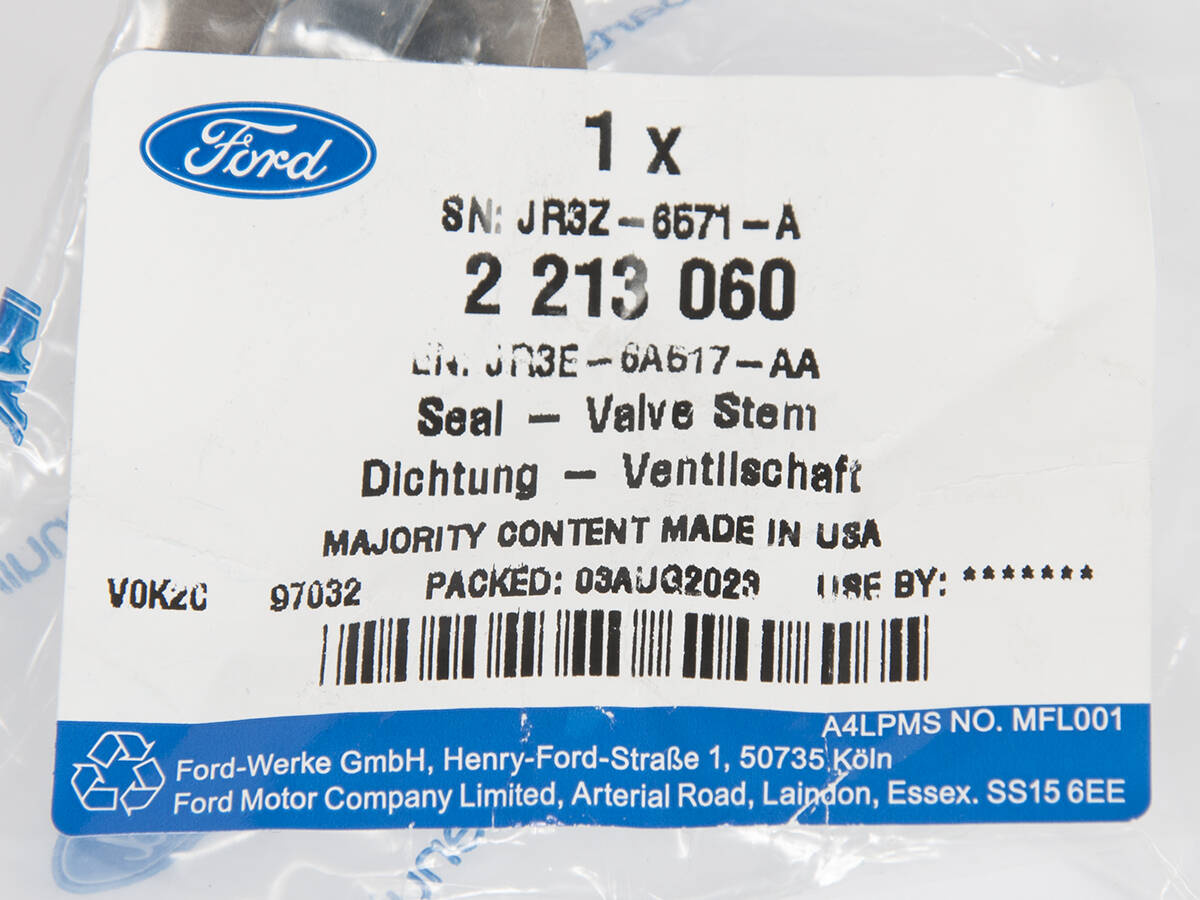 Ford
1 x
SN: JR3Z-6571-A
2 213 060
EN: JR3E-6A517-AA
Seal - Valve Stem
Dichtung - Ventilschaft
MAJORITY CONTENT MADE IN USA
V0K2C 97032 PACKED: 03AUG2023 USE BY: *******
A4LPMS NO. MFL001
Ford-Werke GmbH, Henry-Ford-Straße 1, 50735 Köln
Ford Motor Company Limited, Arterial Road, Laindon, Essex. SS15 6EE